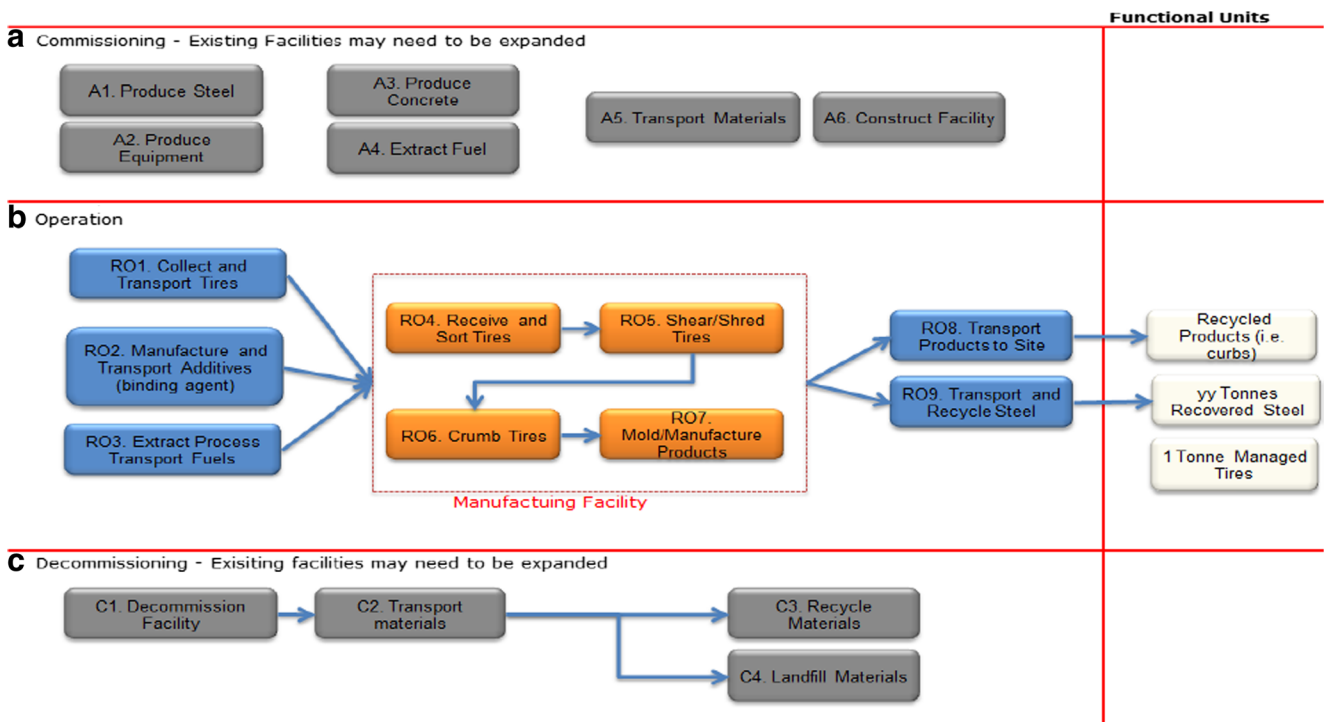 Functional Units
a Commissioning - Existing Facilities may need to be expanded
A1. Produce Steel
A2. Produce
Equipment
A3. Produce
Concrete
A4. Extract Fuel
A5. Transport Materials
A6. Construct Facility
b Operation
RO1. Collect and
Transport Tires
RO2. Manufacture and
Transport Additives
(binding agent)
RO3. Extract Process
Transport Fuels
RO4. Receive and
Sort Tires
RO5. Shear/Shred
Tires
RO6. Crumb Tires
RO7.
Mold/Manufacture
Products
Manufactuing Facility
RO8. Transport
Products to Site
RO9. Transport and
Recycle Steel
Recycled
Products (i.e.
curbs)
yy Tonnes
Recovered Steel
1 Tonne Managed
Tires
c Decommissioning - Exisiting facilities may need to be expanded
C1. Decommission
Facility
C2. Transport
materials
C3. Recycle
Materials
C4. Landfill Materials